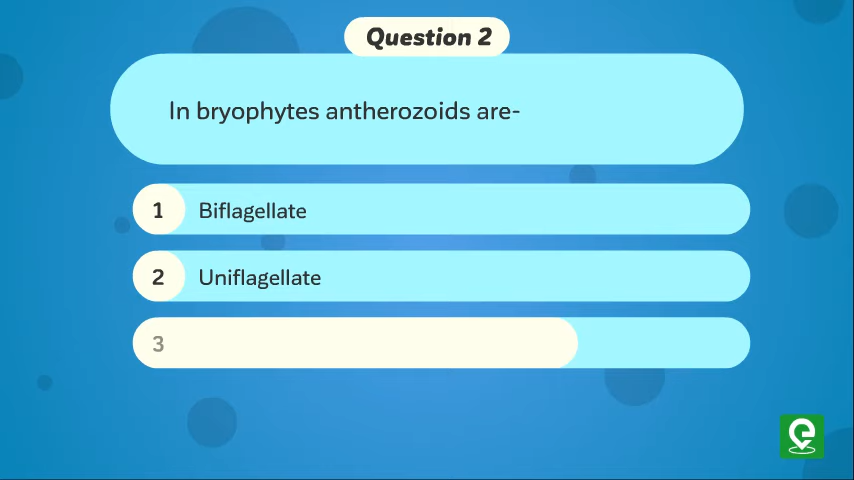 Question 2
In bryophytes antherozoids are-
1 Biflagellate
2 Uniflagellate
3